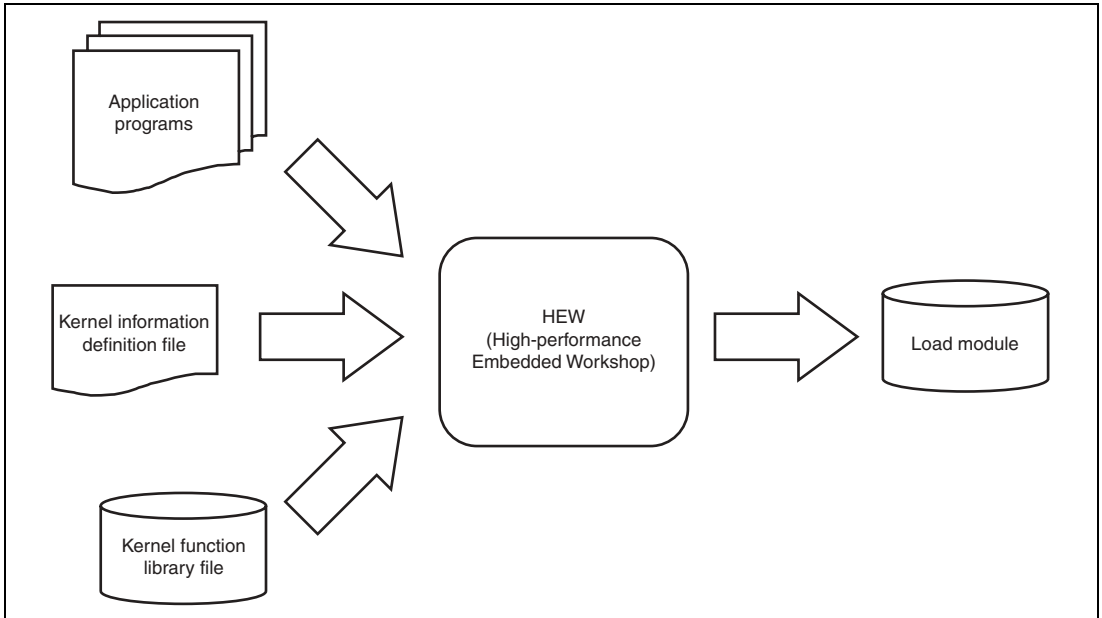 Application
programs
Kernel information
definition file
Kernel function
library file
HEW
(High-performance
Embedded Workshop)
Load module